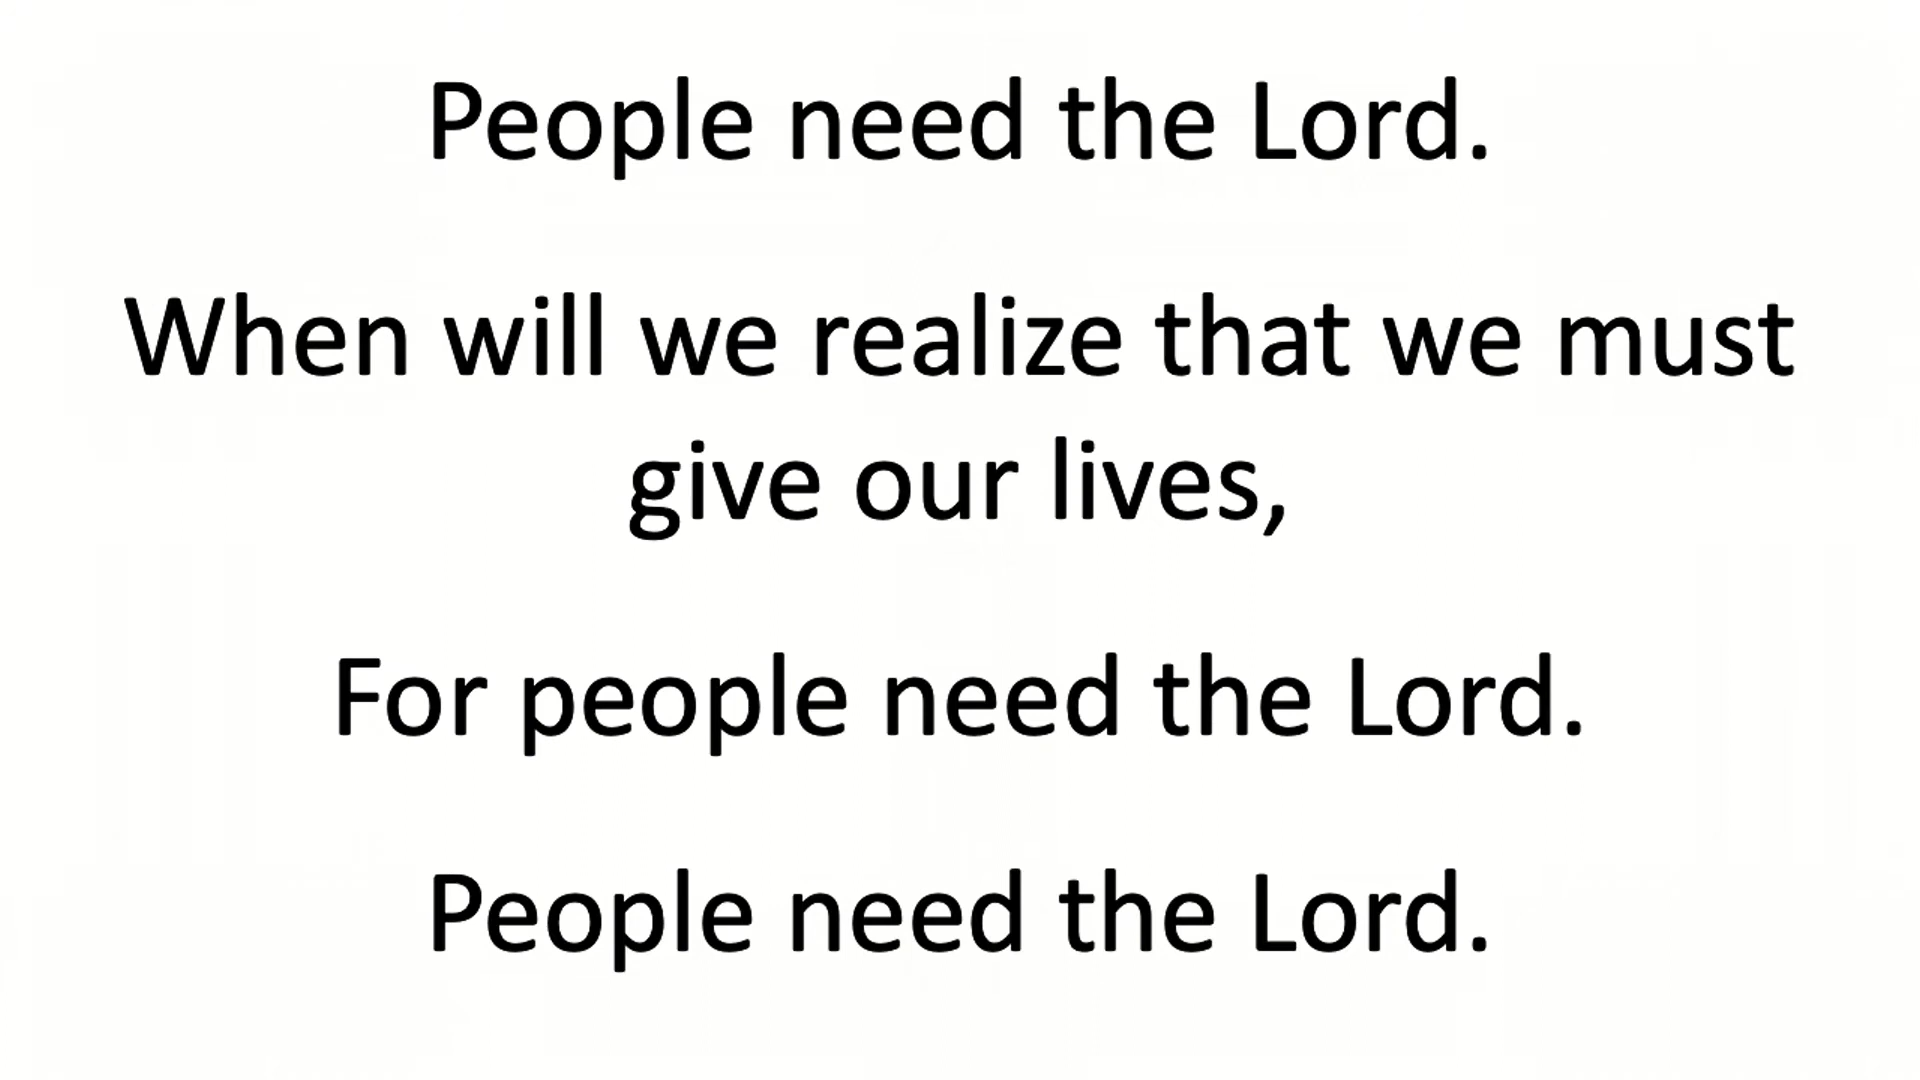 People need the Lord.
When will we realize that we must
give our lives,
For people need the Lord.
People need the Lord.